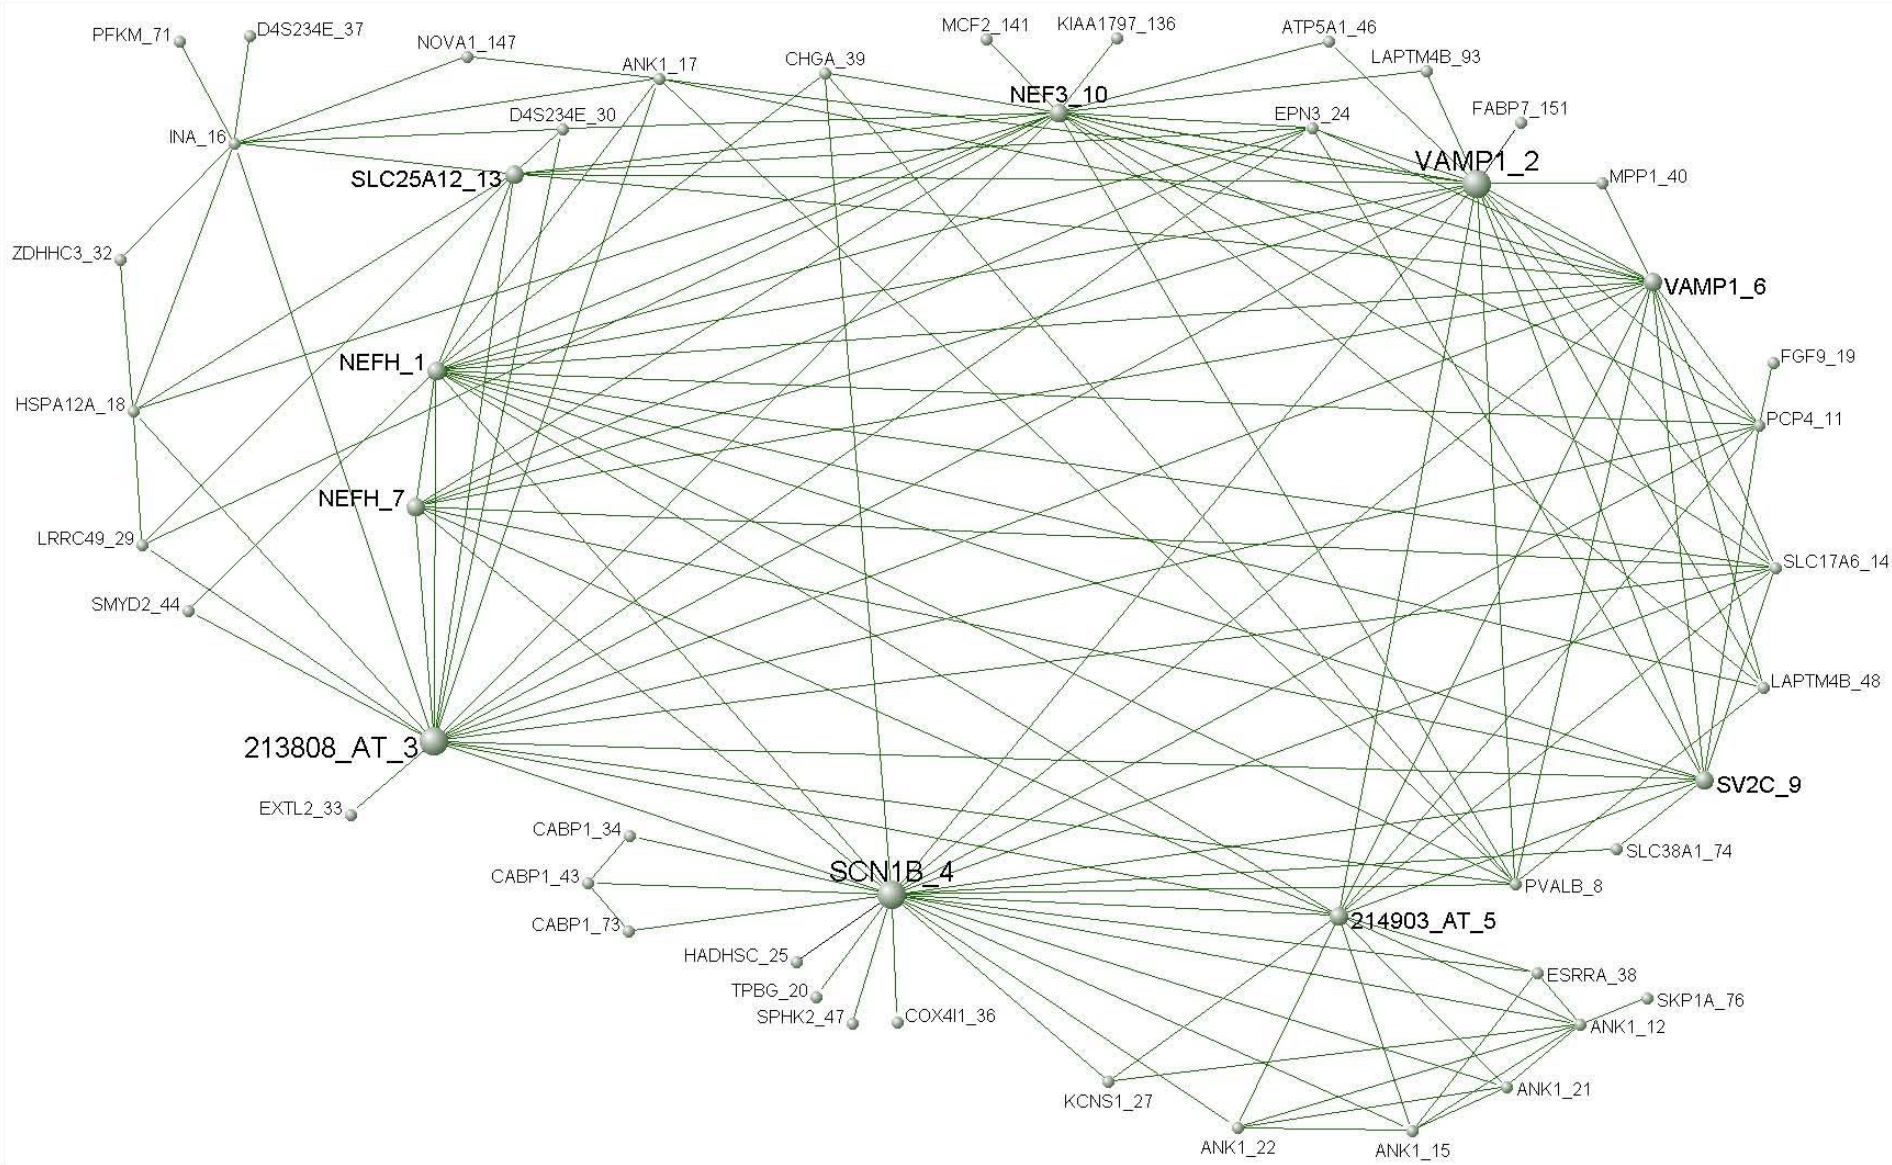 MCF2_141
KIAA1797_136
ATP5A1_46
D4S234E_37
PFKM_71
NOVA1_147
LAPTM4B_93
CHGA_39
ANK1_17
NEF3_10
FABP7_151
D4S234E_30
EPN3_24
INA_16
VAMP1_2
SLC25A12_13
MPP1_40
ZDHHC3_32
VAMP1_6
FGF9_19
NEFH_1
HSPA12A_18
PCP4_11
NEFH_7
LRRC49_29
SLC17A6_14
SMYD2_44
LAPTM4B_48
213808_AT_3
SV2C_9
EXTL2_33
CABP1_34
SLC38A1_74
SCN1B_4
CABP1_43
PVALB_8
CABP1_73
214903_AT_5
HADHSC_25
ESRRA_38
TPBG_20
SKP1A_76
SPHK2_47
COX4I1_36
ANK1_12
ANK1_21
KCNS1_27
ANK1_22
ANK1_15